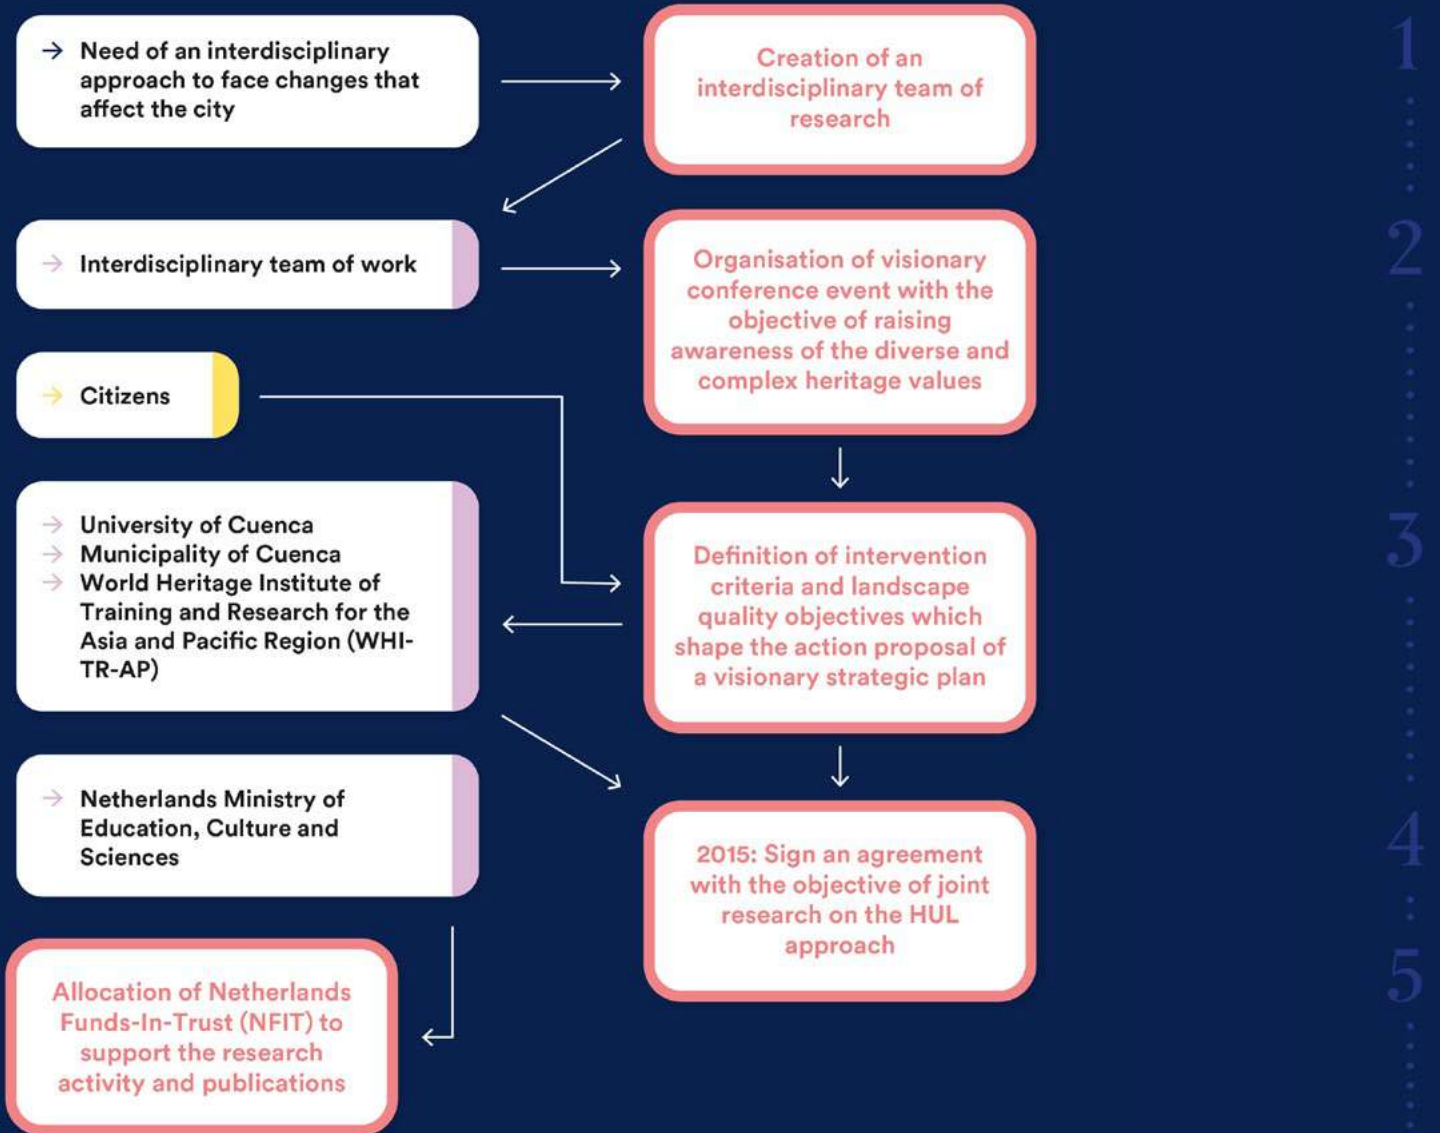 → Need of an interdisciplinary
approach to face changes that
affect the city
Creation of an
interdisciplinary team of
research
1
→ Interdisciplinary team of work
Organisation of visionary
conference event with the
objective of raising
awareness of the diverse and
complex heritage values
2
→ Citizens
→ University of Cuenca
→ Municipality of Cuenca
→ World Heritage Institute of
Training and Research for the
Asia and Pacific Region (WHI-
TR-AP)
Definition of intervention
criteria and landscape
quality objectives which
shape the action proposal of
a visionary strategic plan
3
→ Netherlands Ministry of
Education, Culture and
Sciences
2015: Sign an agreement
with the objective of joint
research on the HUL
approach
4
Allocation of Netherlands
Funds-In-Trust (NFIT) to
support the research
activity and publications
5